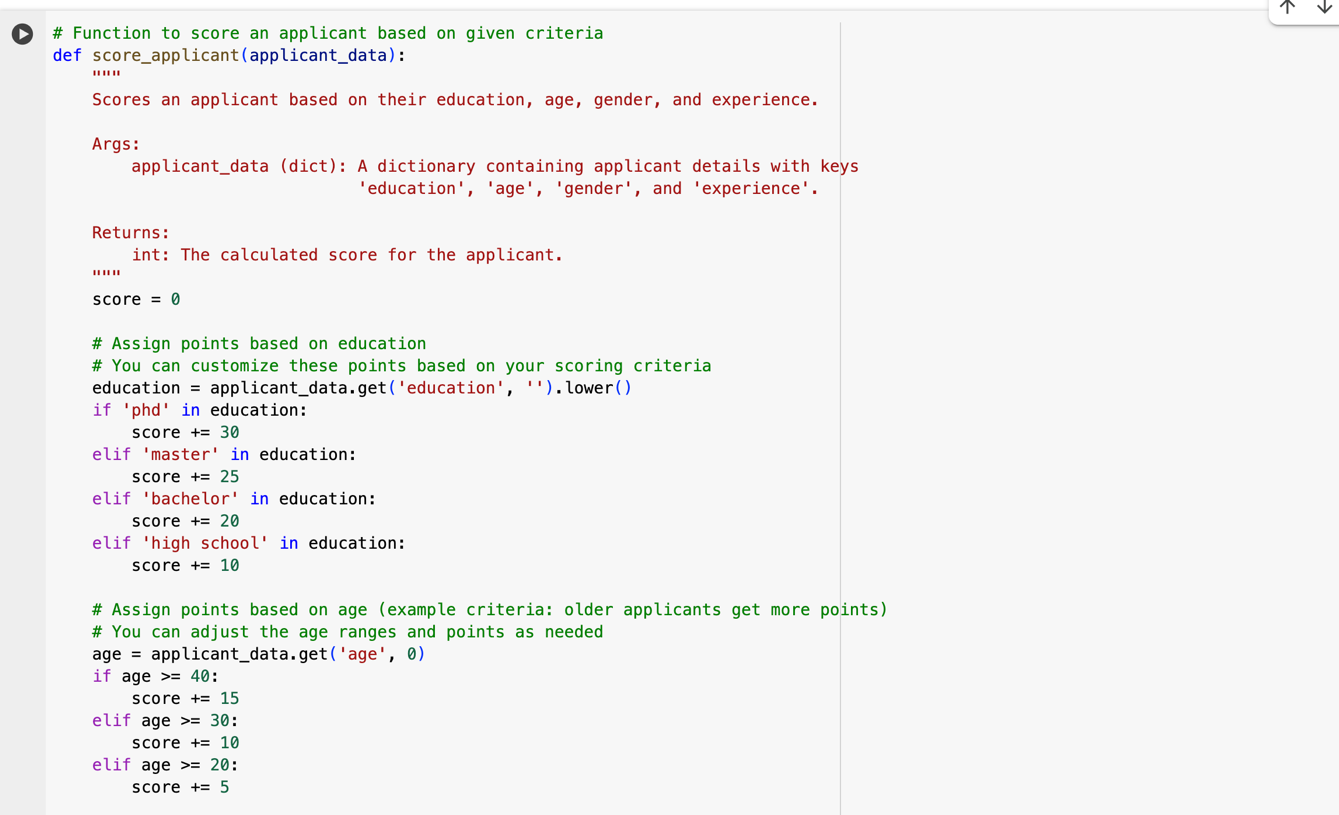 # Function to score an applicant based on given criteria
def score_applicant(applicant_data):
    """
    Scores an applicant based on their education, age, gender, and experience.

    Args:
        applicant_data (dict): A dictionary containing applicant details with keys
                               'education', 'age', 'gender', and 'experience'.

    Returns:
        int: The calculated score for the applicant.
    """
    score = 0

    # Assign points based on education
    # You can customize these points based on your scoring criteria
    education = applicant_data.get('education', '').lower()
    if 'phd' in education:
        score += 30
    elif 'master' in education:
        score += 25
    elif 'bachelor' in education:
        score += 20
    elif 'high school' in education:
        score += 10

    # Assign points based on age (example criteria: older applicants get more points)
    # You can adjust the age ranges and points as needed
    age = applicant_data.get('age', 0)
    if age >= 40:
        score += 15
    elif age >= 30:
        score += 10
    elif age >= 20:
        score += 5